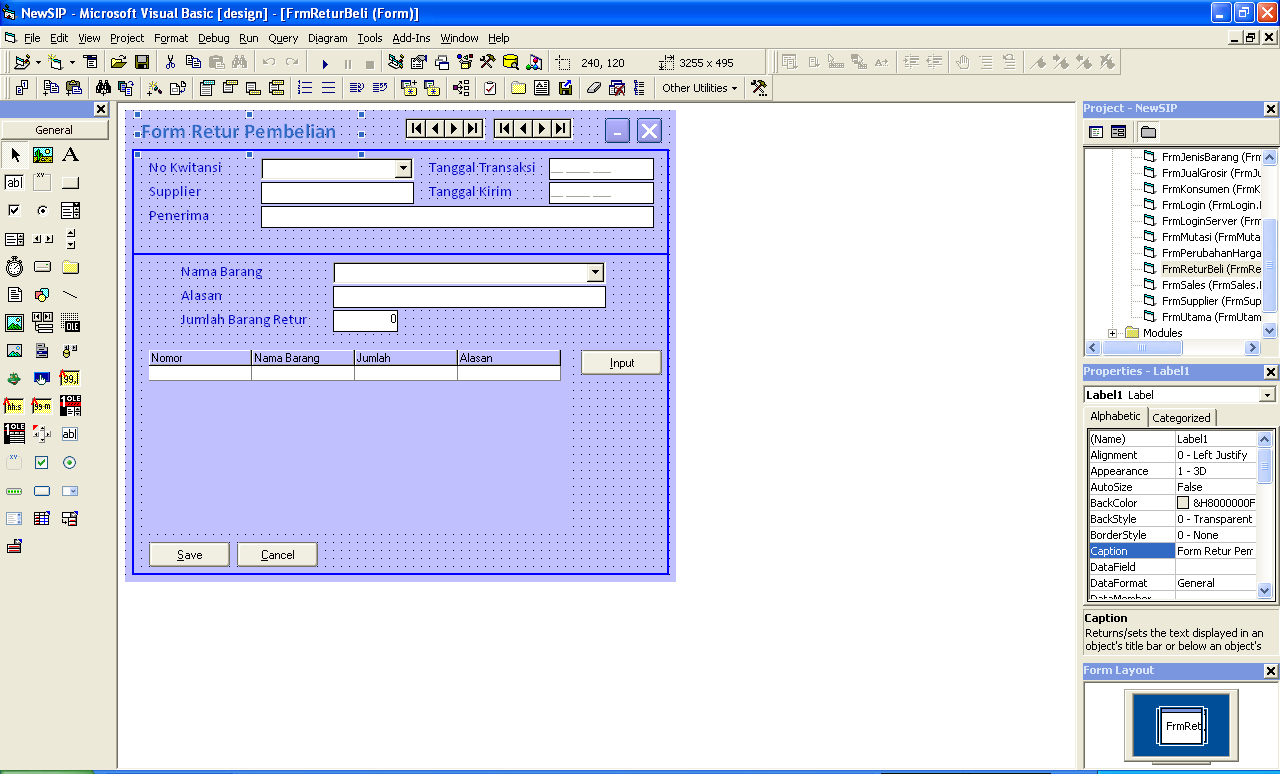 NewSIP - Microsoft Visual Basic [design] - [FrmReturBeli (Form)]
File Edit View Project Format Debug Run Query Diagram Tools Add-Ins Window Help
240, 120 3255 x 495
Other Utilities
General
Form Retur Pembelian
No Kwitansi Tanggal Transaksi
Supplier Tanggal Kirim
Penerima
Nama Barang
Alasan
Jumlah Barang Retur 0
Nomor Nama Barang Jumlah Alasan
Input
Save Cancel
Project - NewSIP
FrmJenisBarang (Frm
FrmJualGrosir (FrmJ
FrmKonsumen (FrmK
FrmLogin (FrmLogin.
FrmLoginServer (Frm
FrmMutasi (FrmMuta
FrmPerubahanHarga
FrmReturBeli (FrmRe
FrmSales (FrmSales.
FrmSupplier (FrmSup
FrmUtama (FrmUtam
Modules
Properties - Label1
Label1 Label
Alphabetic Categorized
(Name) Label1
Alignment 0 - Left Justify
Appearance 1 - 3D
AutoSize False
BackColor &H8000000F
BackStyle 0 - Transparent
BorderStyle 0 - None
Caption Form Retur Pem
DataField
DataFormat General
DataMember
Caption
Returns/sets the text displayed in an
object's title bar or below an object's
Form Layout
FrmRet